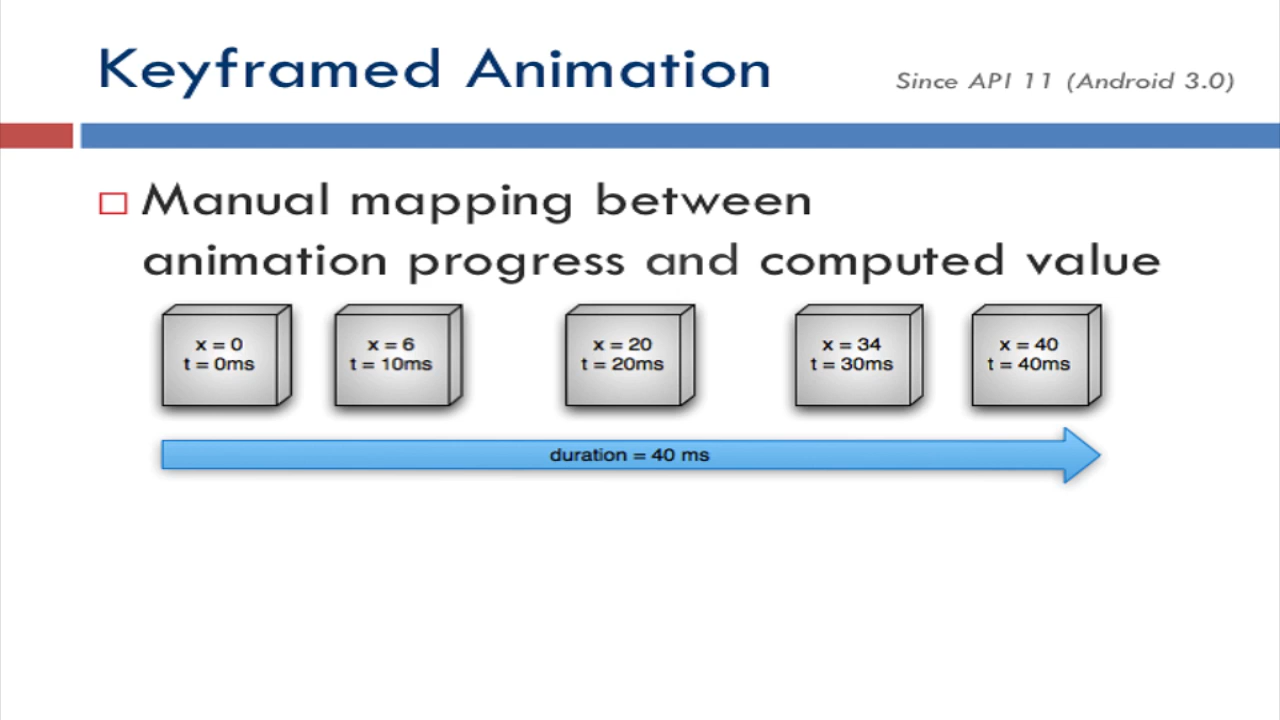 Keyframed Animation
Since API 11 (Android 3.0)
Manual mapping between
animation progress and computed value
x = 0
t = 0ms
x = 6
t = 10ms
x = 20
t = 20ms
x = 34
t = 30ms
x = 40
t = 40ms
duration = 40 ms